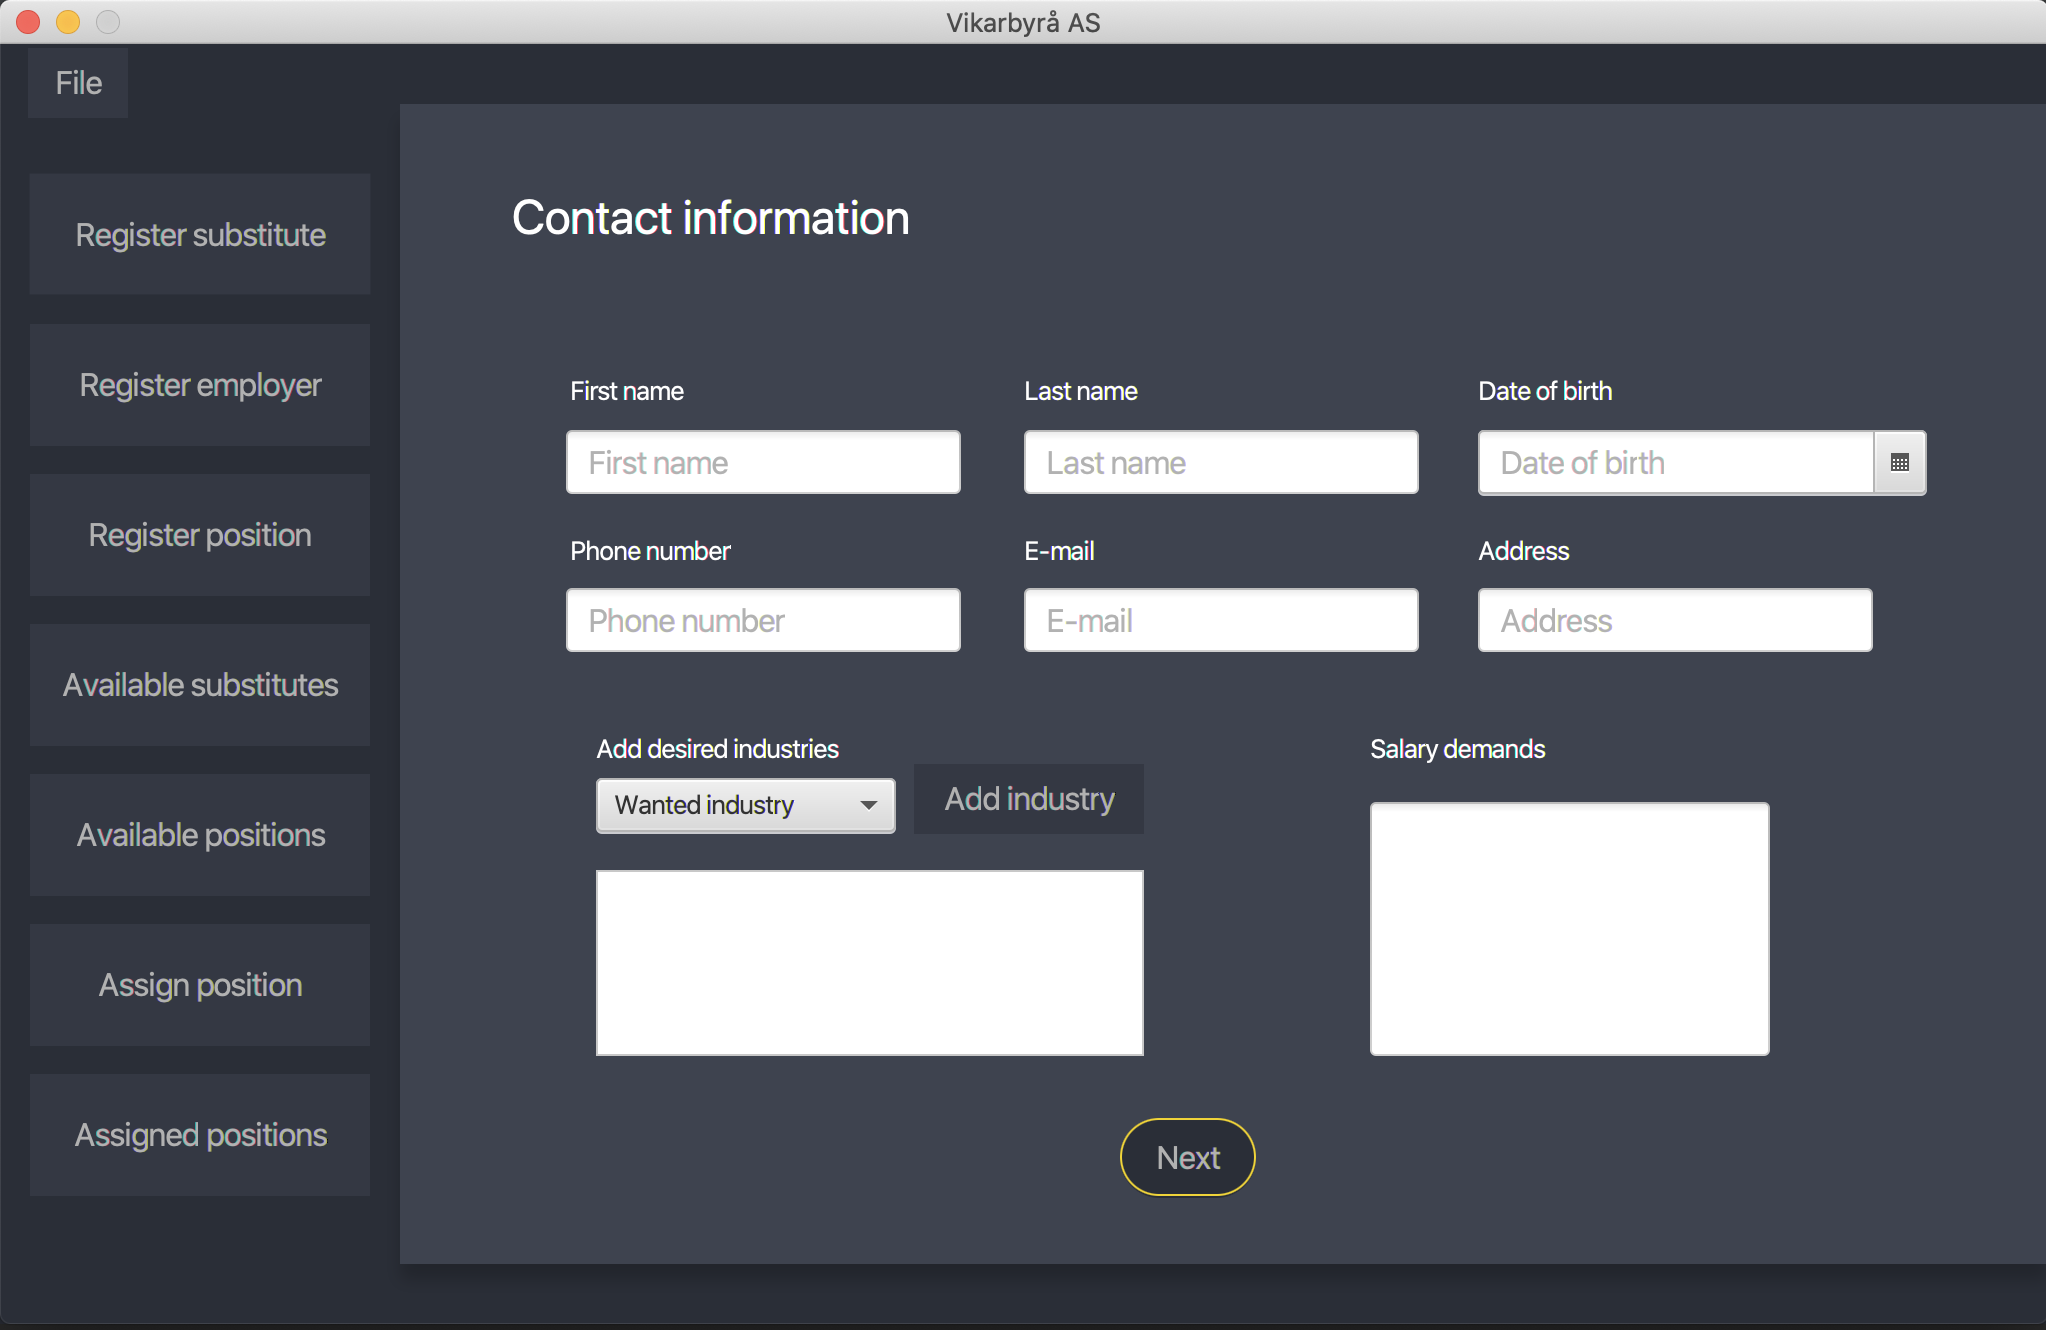 Vikarbyrå AS
File
Register substitute
Register employer
Register position
Available substitutes
Available positions
Assign position
Assigned positions
Contact information
First name
Last name
Date of birth
First name
Last name
Date of birth
Phone number
E-mail
Address
Phone number
E-mail
Address
Add desired industries
Wanted industry
Add industry
Salary demands
Next